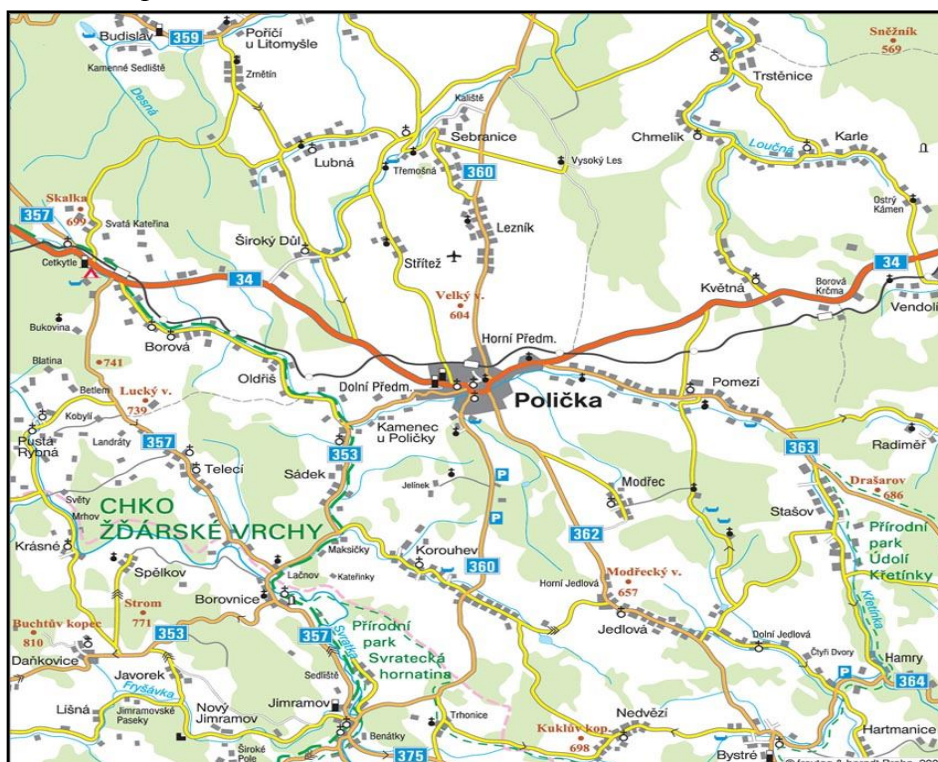 Budislav
359
Poříčí
u Litomyšle
Sněžník
569
Kamenné Sedliště
Zrnětín
Trstěnice
Desná
Kaliště
Sebranice
Chmelík
Loučná
Karle
Lubná
Třemošná
360
Vysoký Les
Skalka
699
357
Svatá Kateřina
Ostrý
Kámen
Lezník
Široký Důl
Cetkytle
Střítež
34
34
Květná
Borová
Krčma
Vendolí
Velký v.
604
Bukovina
Borová
Horní Předm.
Blatina
741
Oldřiš
Dolní Předm.
Pomezí
Betlem
Lucký v.
739
Polička
Kobylí
Kamenec
u Poličky
Pustá
Rybná
Landráty
357
353
363
Radiměř
Telecí
Sádek
Jelínek
P
Modřec
Drašarov
686
Světy
CHKO
ŽĎÁRSKÉ VRCHY
Mrhov
P
Stašov
Přírodní
park
Údolí
Křetínky
Krásné
Maksičky
Korouhev
362
Spělkov
Lačnov
Kateřinky
360
Horní Jedlová
Modřecký v.
657
Borovnice
Křetínka
Strom
771
Buchtův kopec
810
353
357
Svratka
Přírodní
park
Svratecká
hornatina
Jedlová
Dolní Jedlová
Daňkovice
Čtyři Dvory
Hamry
Javorek
Sedliště
P
364
Fryšávka
Lišná
Jimramovské
Paseky
Nový
Jimramov
Jimramov
Trhonice
Nedvězí
Kuklův kop.
698
Hartmanice
Široké
Pole
Benátky
375
Bystré